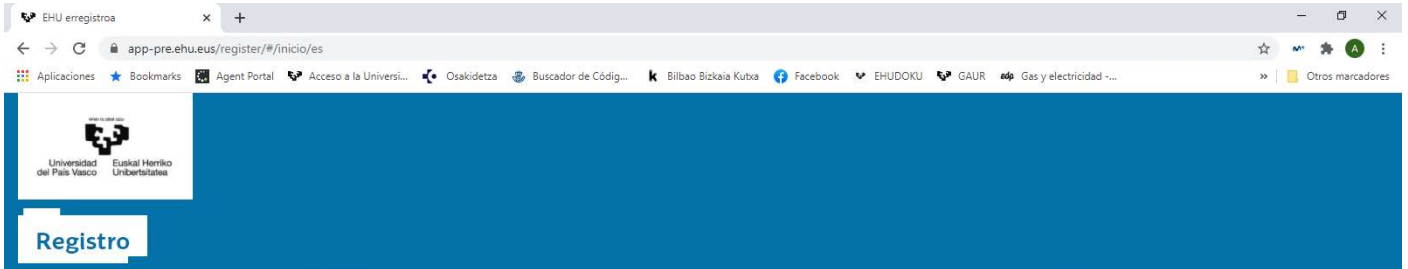 EHU erregistroa
app-pre.ehu.eus/register/#/inicio/es
A
Aplicaciones Bookmarks Agent Portal Acceso a la Universi... Osakidetza Buscador de Códig... Bilbao Bizkaia Kutxa Facebook EHUDOKU GAUR edp Gas y electricidad -... » Otros marcadores
Universidad Euskal Herriko
del País Vasco Unibertsitatea
Registro